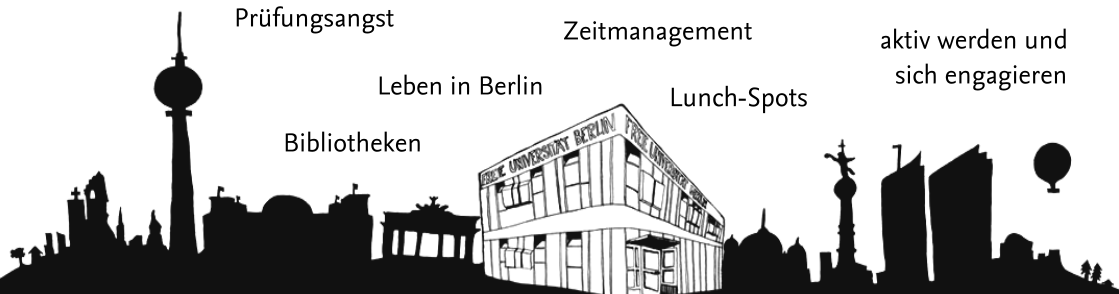 Prüfungsangst
Zeitmanagement
aktiv werden und
sich engagieren
Leben in Berlin
Lunch-Spots
Bibliotheken
FREIE UNIVERSITÄT BERLIN
FREIE UNIVERSITÄT BERLIN